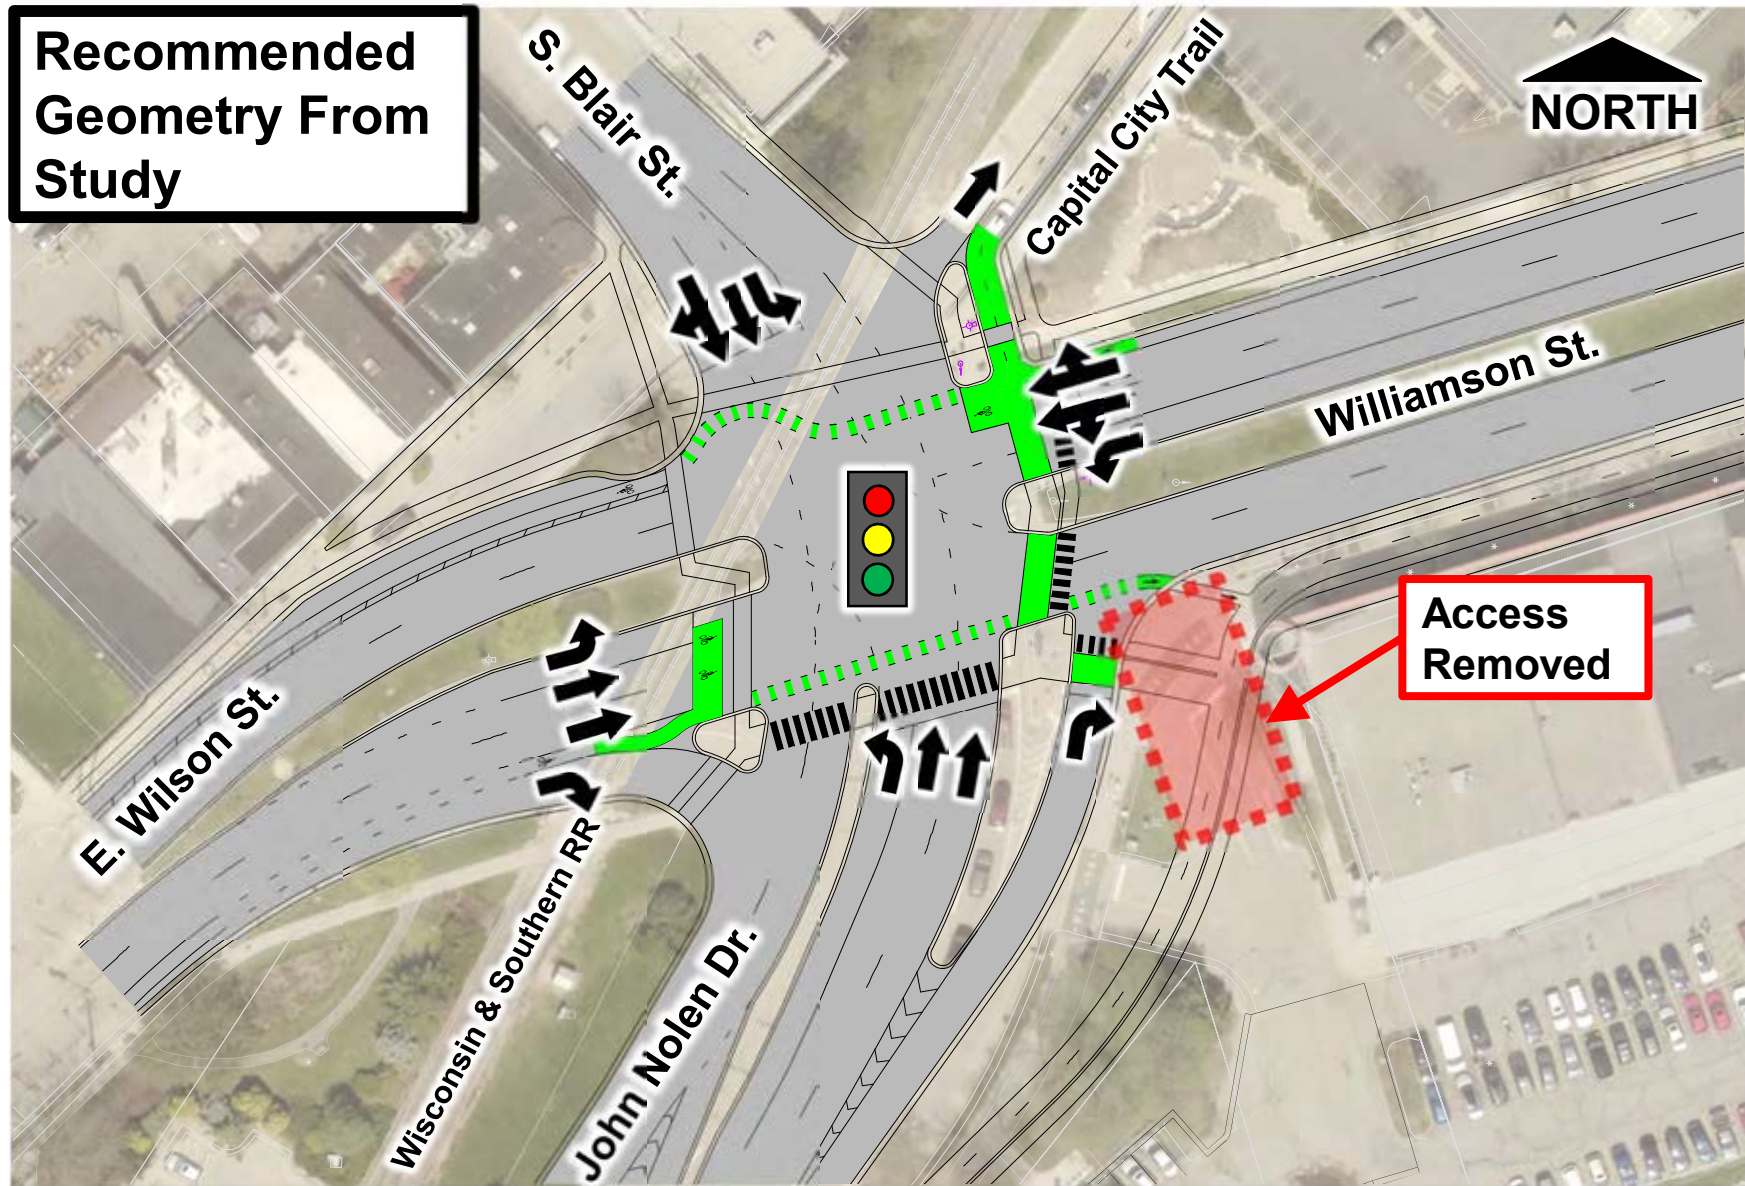 Recommended
Geometry From
Study
S. Blair St.
Capital City Trail
NORTH
Williamson St.
Access
Removed
E. Wilson St.
Wisconsin & Southern RR
John Nolen Dr.